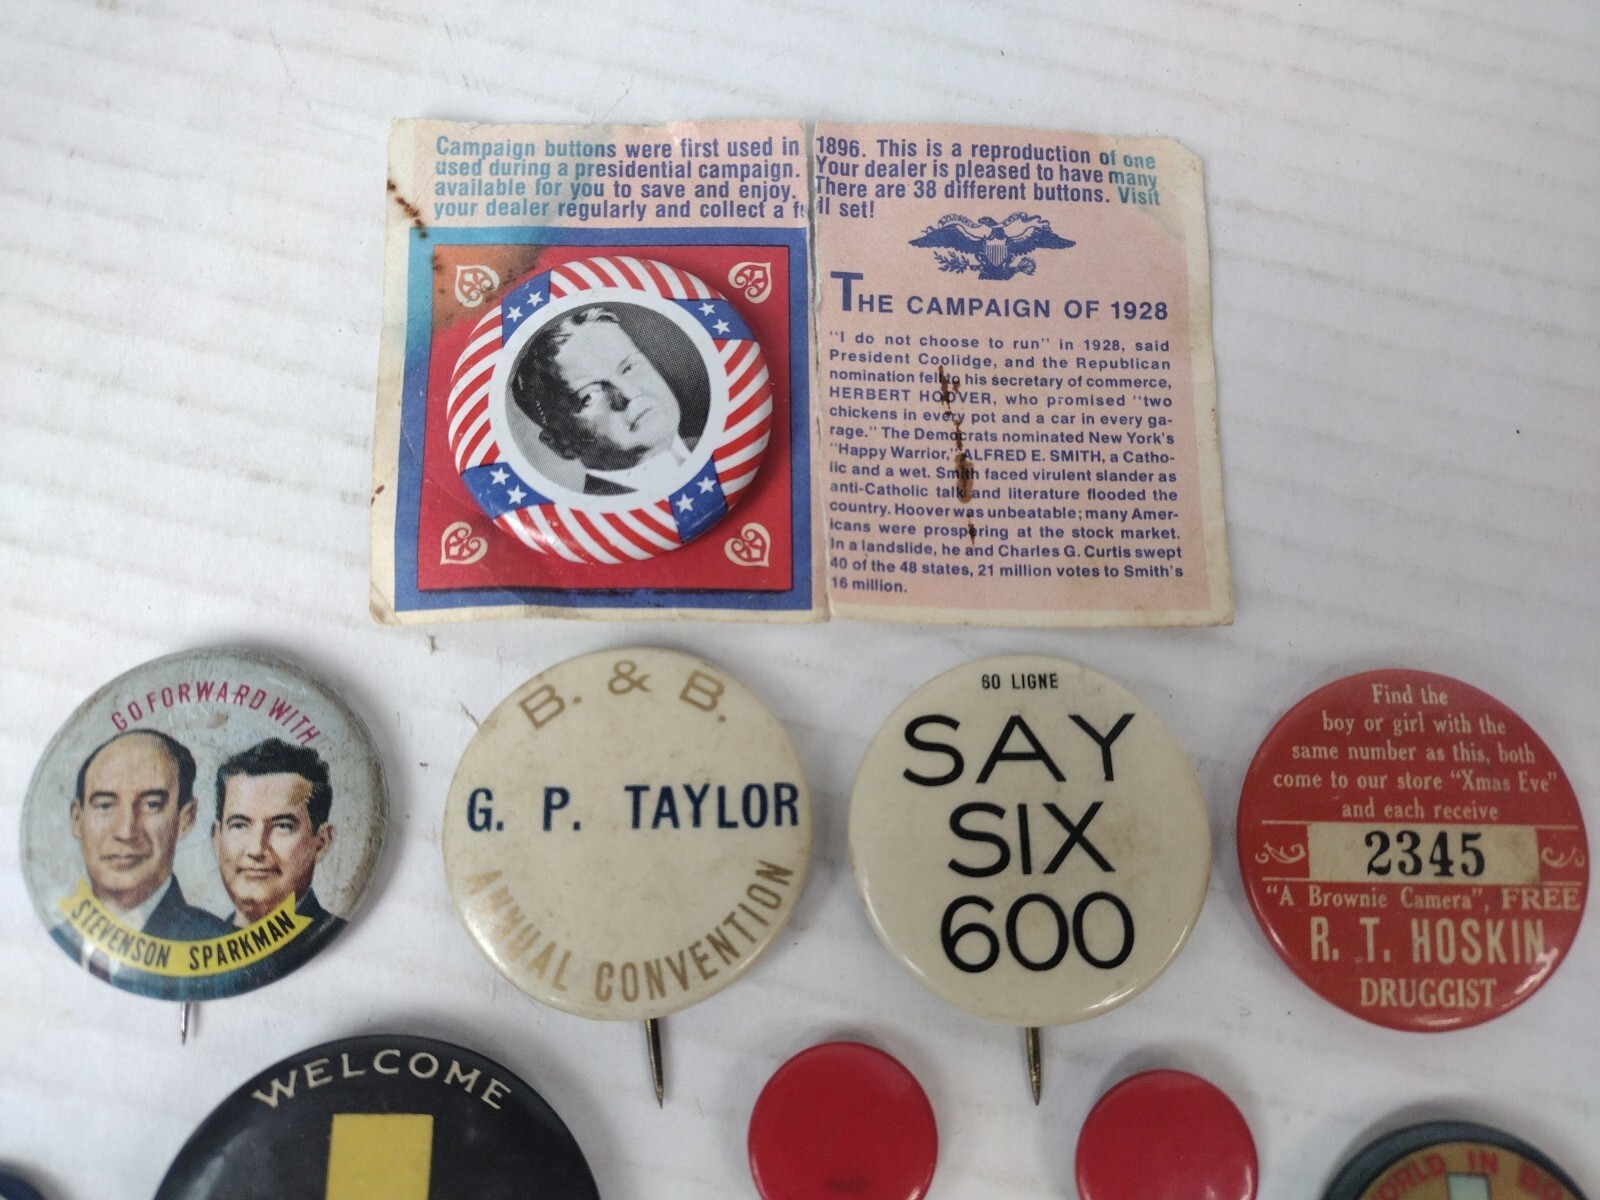 Campaign buttons were first used in 1896. This is a reproduction of one
used during a presidential campaign. Your dealer is pleased to have many
available for you to save and enjoy. There are 38 different buttons. Visit
your dealer regularly and collect a full set!
THE CAMPAIGN OF 1928
"I do not choose to run" in 1928, said
President Coolidge, and the Republican
nomination fell to his secretary of commerce,
HERBERT HOOVER, who promised "two
chickens in every pot and a car in every ga-
rage." The Democrats nominated New York's
"Happy Warrior," ALFRED E. SMITH, a Catho-
lic and a wet. Smith faced virulent slander as
anti-Catholic talk and literature flooded the
country. Hoover was unbeatable; many Amer-
icans were prospering at the stock market.
In a landslide, he and Charles G. Curtis swept
40 of the 48 states, 21 million votes to Smith's
16 million.
GO FORWARD WITH
STEVENSON SPARKMAN
B. & B.
G. P. TAYLOR
ANNUAL CONVENTION
60 LIGNE
SAY
SIX
600
Find the
boy or girl with the
same number as this, both
come to our store "Xmas Eve"
and each receive
2345
"A Brownie Camera", FREE
R. T. HOSKIN
DRUGGIST
WELCOME
WORLD IN